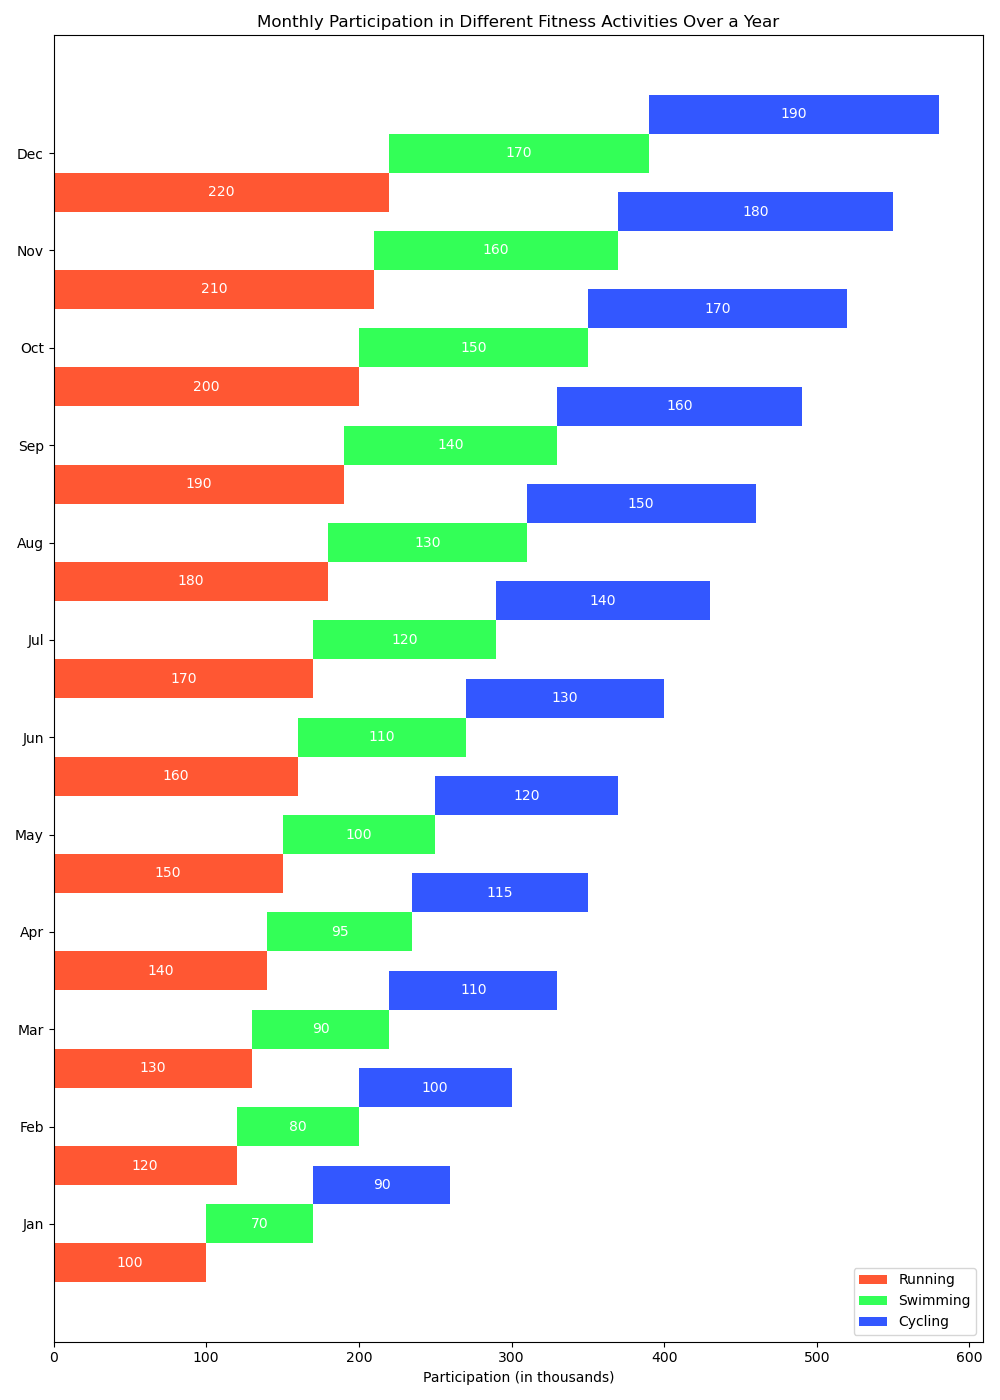 Monthly Participation in Different Fitness Activities Over a Year
190
Dec 170
220
180
Nov 160
210
170
Oct 150
200
160
Sep 140
190
150
Aug 130
180
140
Jul 120
170
130
Jun 110
160
120
May 100
150
115
Apr 95
140
110
Mar 90
130
100
Feb 80
120
90
Jan 70
100
Running
Swimming
Cycling
0 100 200 300 400 500 600
Participation (in thousands)